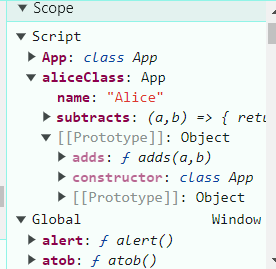 Scope
Script
App: class App
aliceClass: App
name: "Alice"
subtracts: (a,b) => { retu
[[Prototype]]: Object
adds: ƒ adds(a,b)
constructor: class App
[[Prototype]]: Object
Global Window
alert: ƒ alert()
atob: ƒ atob()